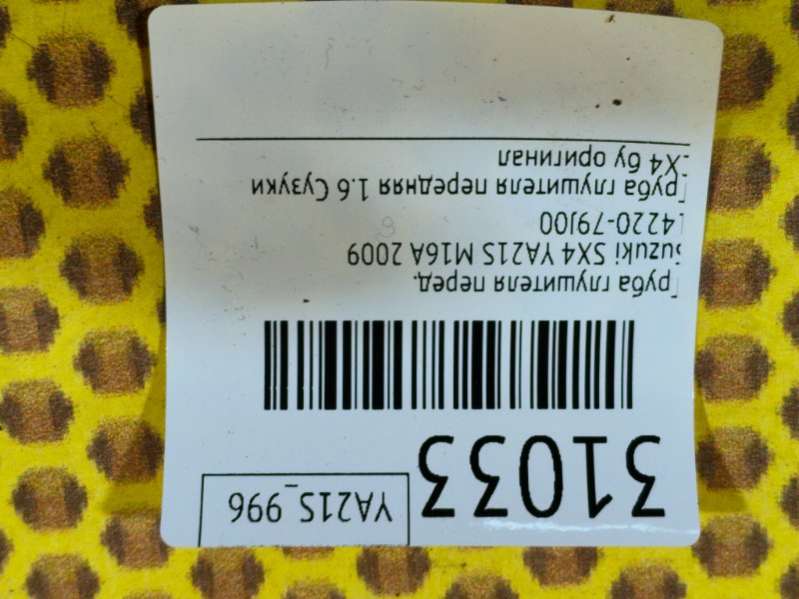 31033
YA21S_996
Труба глушителя перед.
Suzuki SX4 YA21S M16A 2009
14220-79J00
Труба глушителя передняя 1.6 Сузуки
СX4 бу оригинал